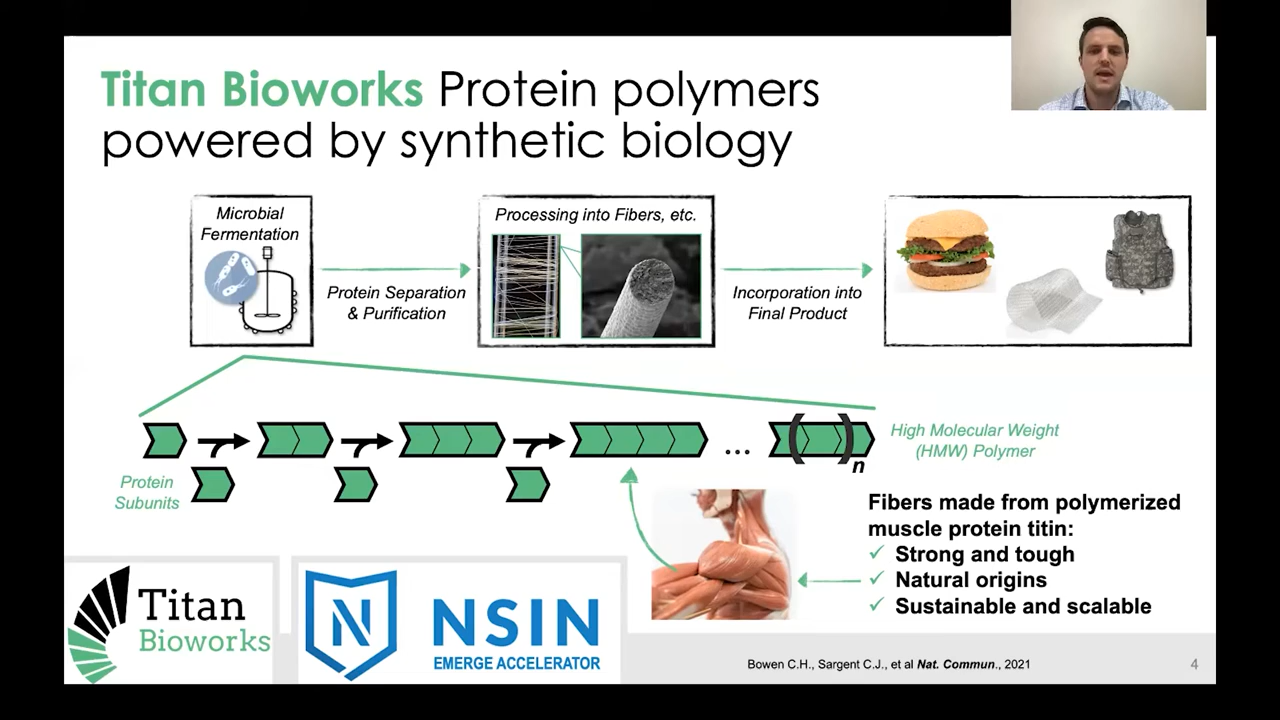 Titan Bioworks Protein polymers
powered by synthetic biology
Microbial
Fermentation
Protein Separation
& Purification
Processing into Fibers, etc.
Incorporation into
Final Product
Protein
Subunits
...
n
High Molecular Weight
(HMW) Polymer
Fibers made from polymerized
muscle protein titin:
✓ Strong and tough
✓ Natural origins
✓ Sustainable and scalable
Titan
Bioworks
N
NSIN
EMERGE ACCELERATOR
Bowen C.H., Sargent C.J., et al Nat. Commun., 2021
4